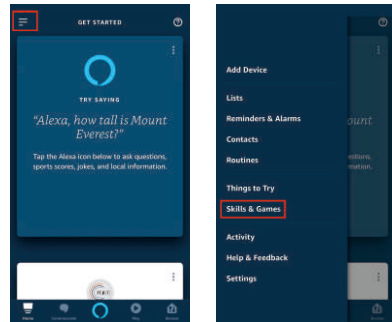 GET STARTED
TRY SAYING
"Alexa, how tall is Mount
Everest?"
Tap the Alexa icon below to ask questions,
sports scores, jokes, and local information.
Home
Play
Add Device
Lists
Reminders & Alarms
Contacts
Routines
Things to Try
Skills & Games
Activity
Help & Feedback
Settings